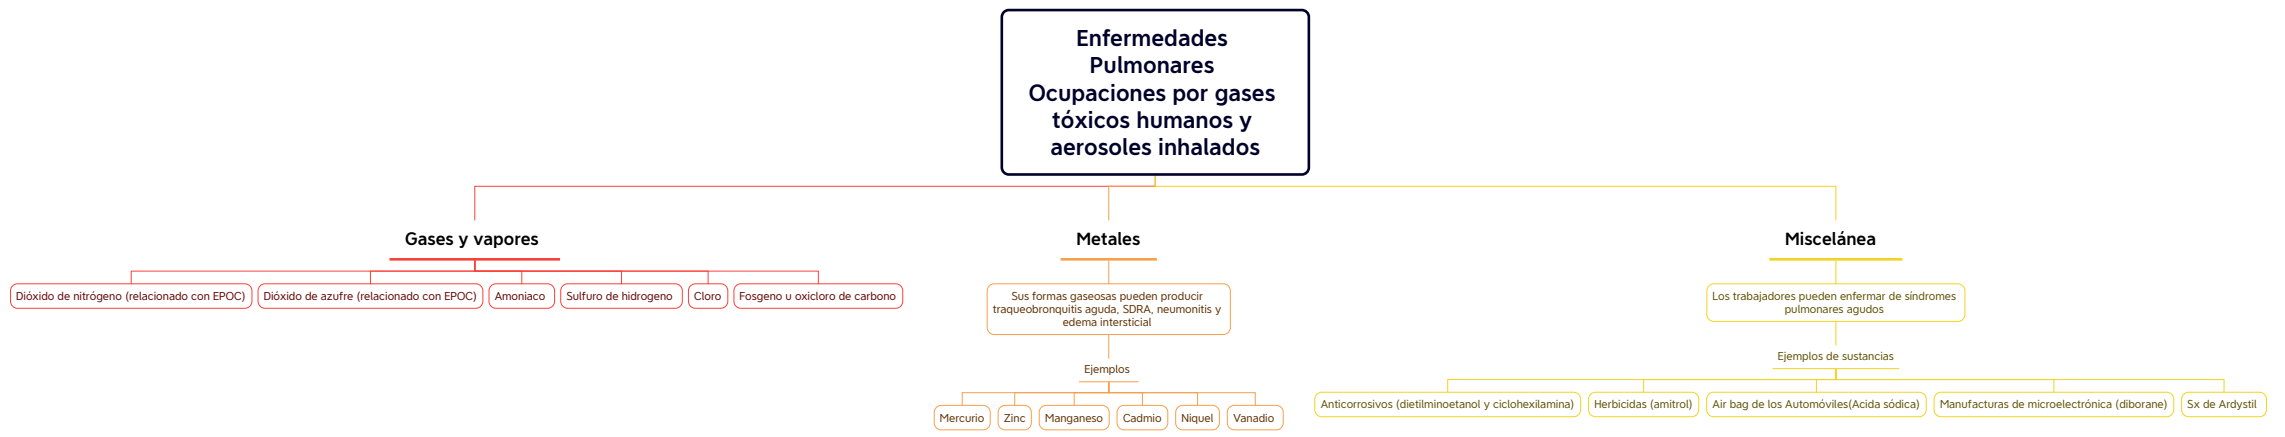 Enfermedades
Pulmonares
Ocupaciones por gases
tóxicos humanos y
aerosoles inhalados
Gases y vapores
Dióxido de nitrógeno (relacionado con EPOC)
Dióxido de azufre (relacionado con EPOC)
Amoniaco
Sulfuro de hidrogeno
Cloro
Fosgeno u oxicloro de carbono
Metales
Sus formas gaseosas pueden producir
traqueobronquitis aguda, SDRA, neumonitis y
edema intersticial
Ejemplos
Mercurio
Zinc
Manganeso
Cadmio
Niquel
Vanadio
Miscelánea
Los trabajadores pueden enfermar de síndromes
pulmonares agudos
Ejemplos de sustancias
Anticorrosivos (dietilminoetanol y ciclohexilamina)
Herbicidas (amitrol)
Air bag de los Automóviles(Acida sódica)
Manufacturas de microelectrónica (diborane)
Sx de Ardystil